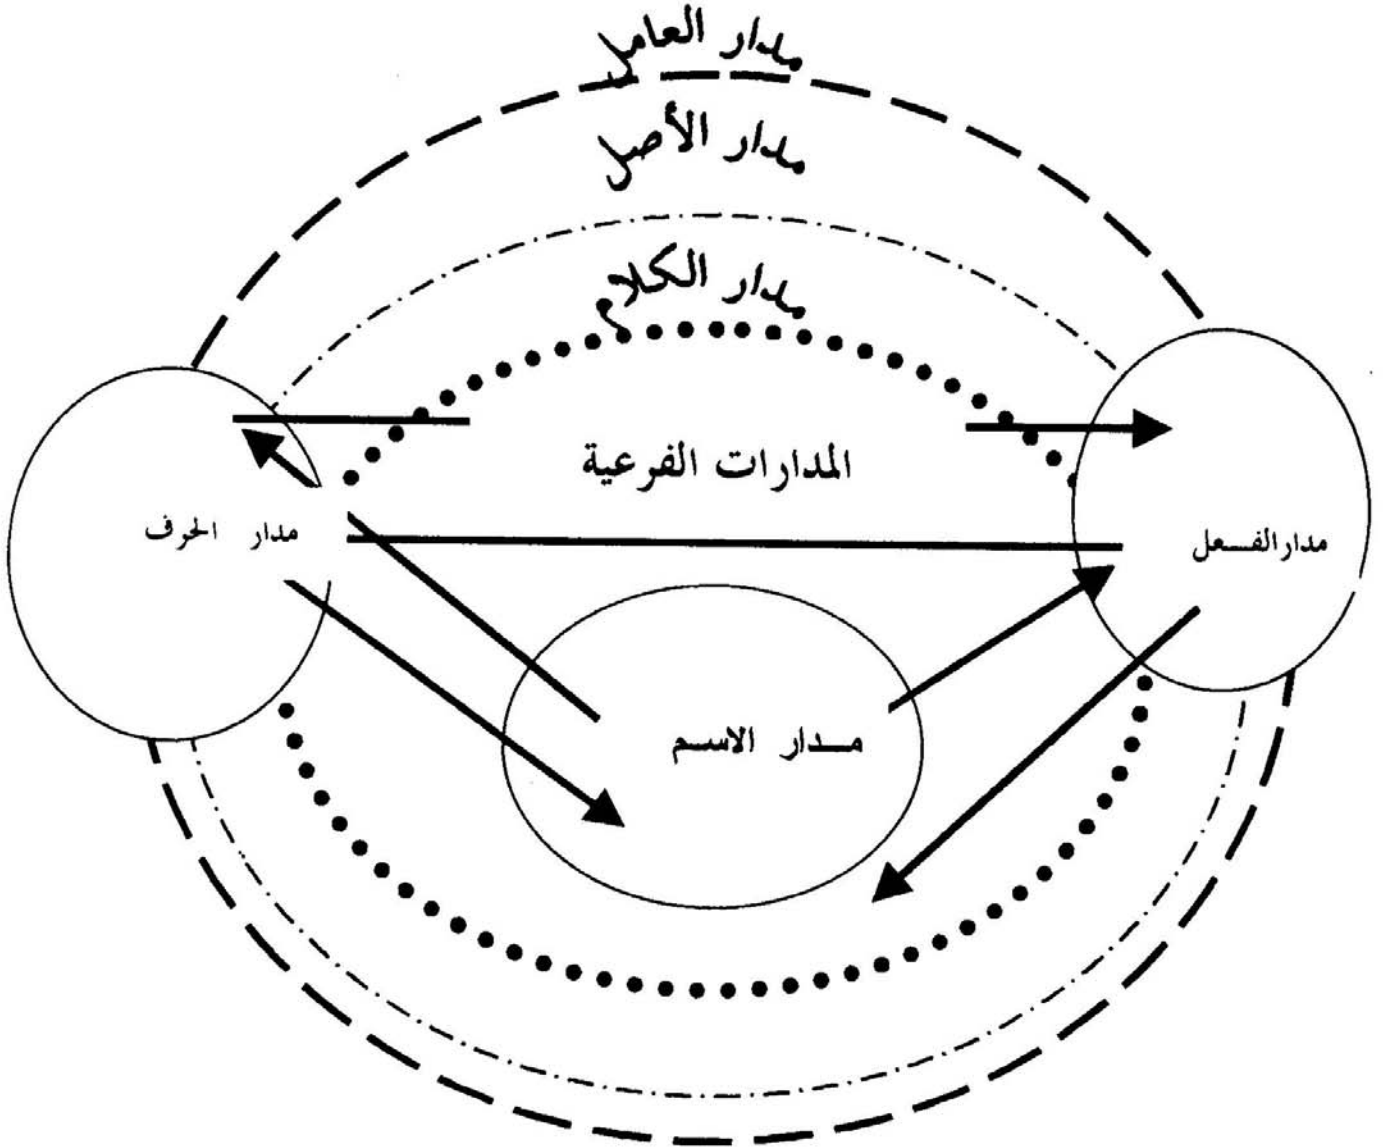 مدار العامل
مدار الأصل
مدار الكلام
المدارات الفرعية
مدار الفعل
مدار الحرف
مدار الاسم